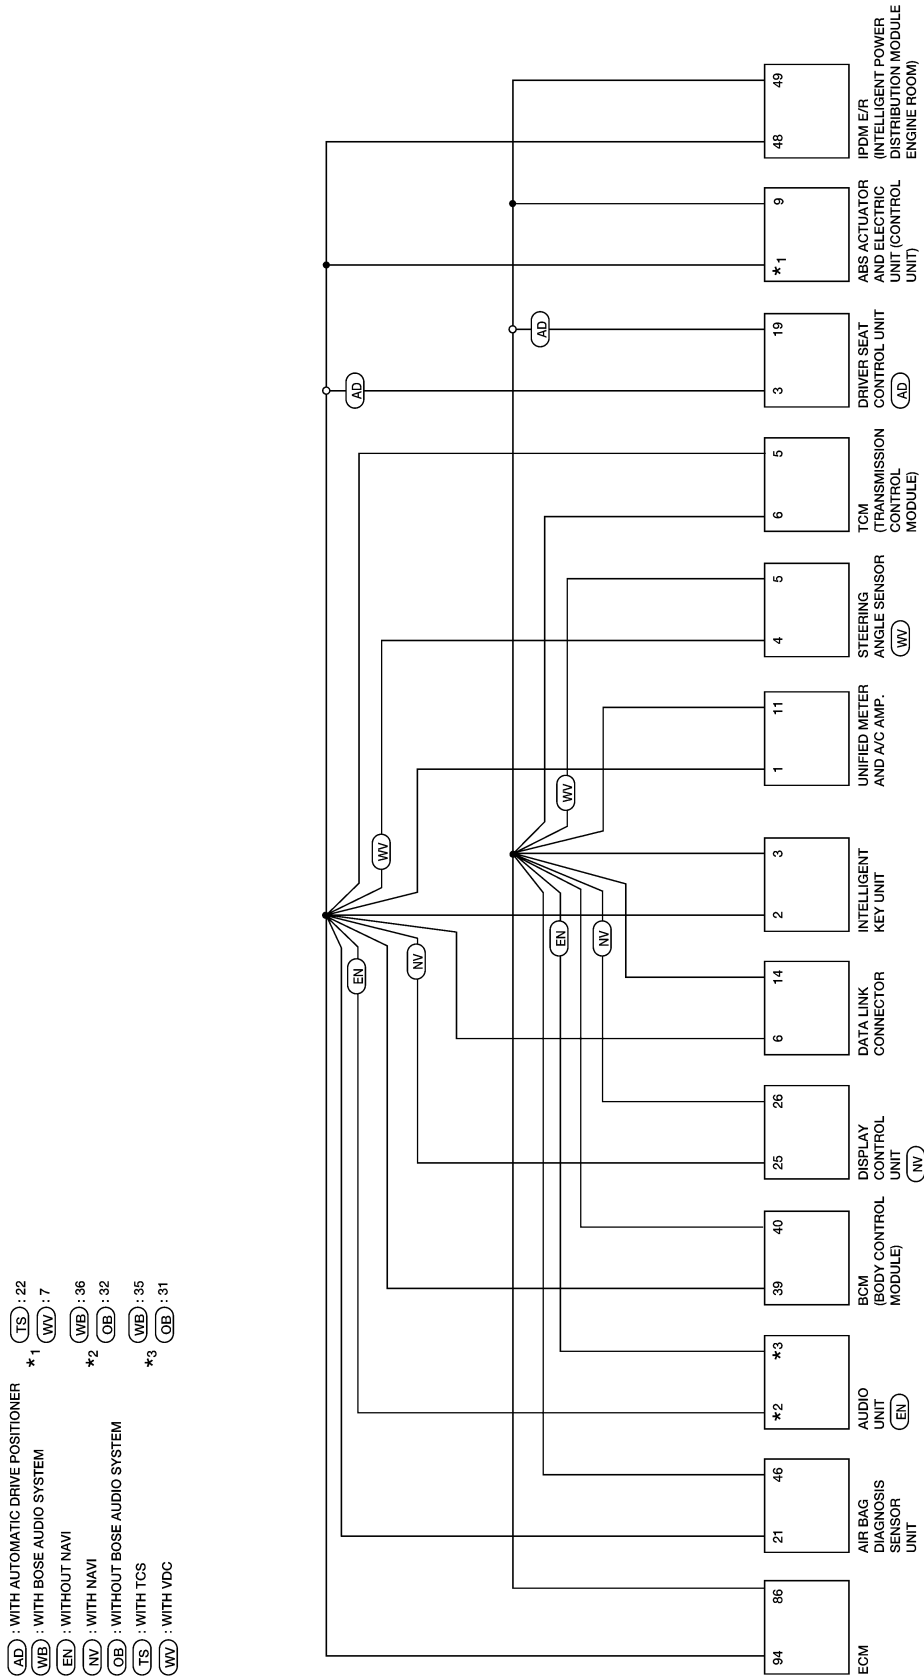 AD : WITH AUTOMATIC DRIVE POSITIONER
WB : WITH BOSE AUDIO SYSTEM
EN : WITHOUT NAVI
NV : WITH NAVI
OB : WITHOUT BOSE AUDIO SYSTEM
TS : WITH TCS
WV : WITH VDC
*1
TS : 22
WV : 7
*2
WB : 36
OB : 32
*3
WB : 35
OB : 31
AD
AD
WV
WV
EN
NV
EN
NV
94
86
ECM
21
46
AIR BAG
DIAGNOSIS
SENSOR
UNIT
*2
*3
AUDIO
UNIT
EN
39
40
BCM
(BODY CONTROL
MODULE)
25
26
DISPLAY
CONTROL
UNIT
NV
6
14
DATA LINK
CONNECTOR
2
3
INTELLIGENT
KEY UNIT
1
11
UNIFIED METER
AND A/C AMP.
4
5
STEERING
ANGLE SENSOR
WV
6
5
TCM
(TRANSMISSION
CONTROL
MODULE)
3
19
DRIVER SEAT
CONTROL UNIT
AD
*1
9
ABS ACTUATOR
AND ELECTRIC
UNIT (CONTROL
UNIT)
48
49
IPDM E/R
(INTELLIGENT POWER
DISTRIBUTION MODULE
ENGINE ROOM)